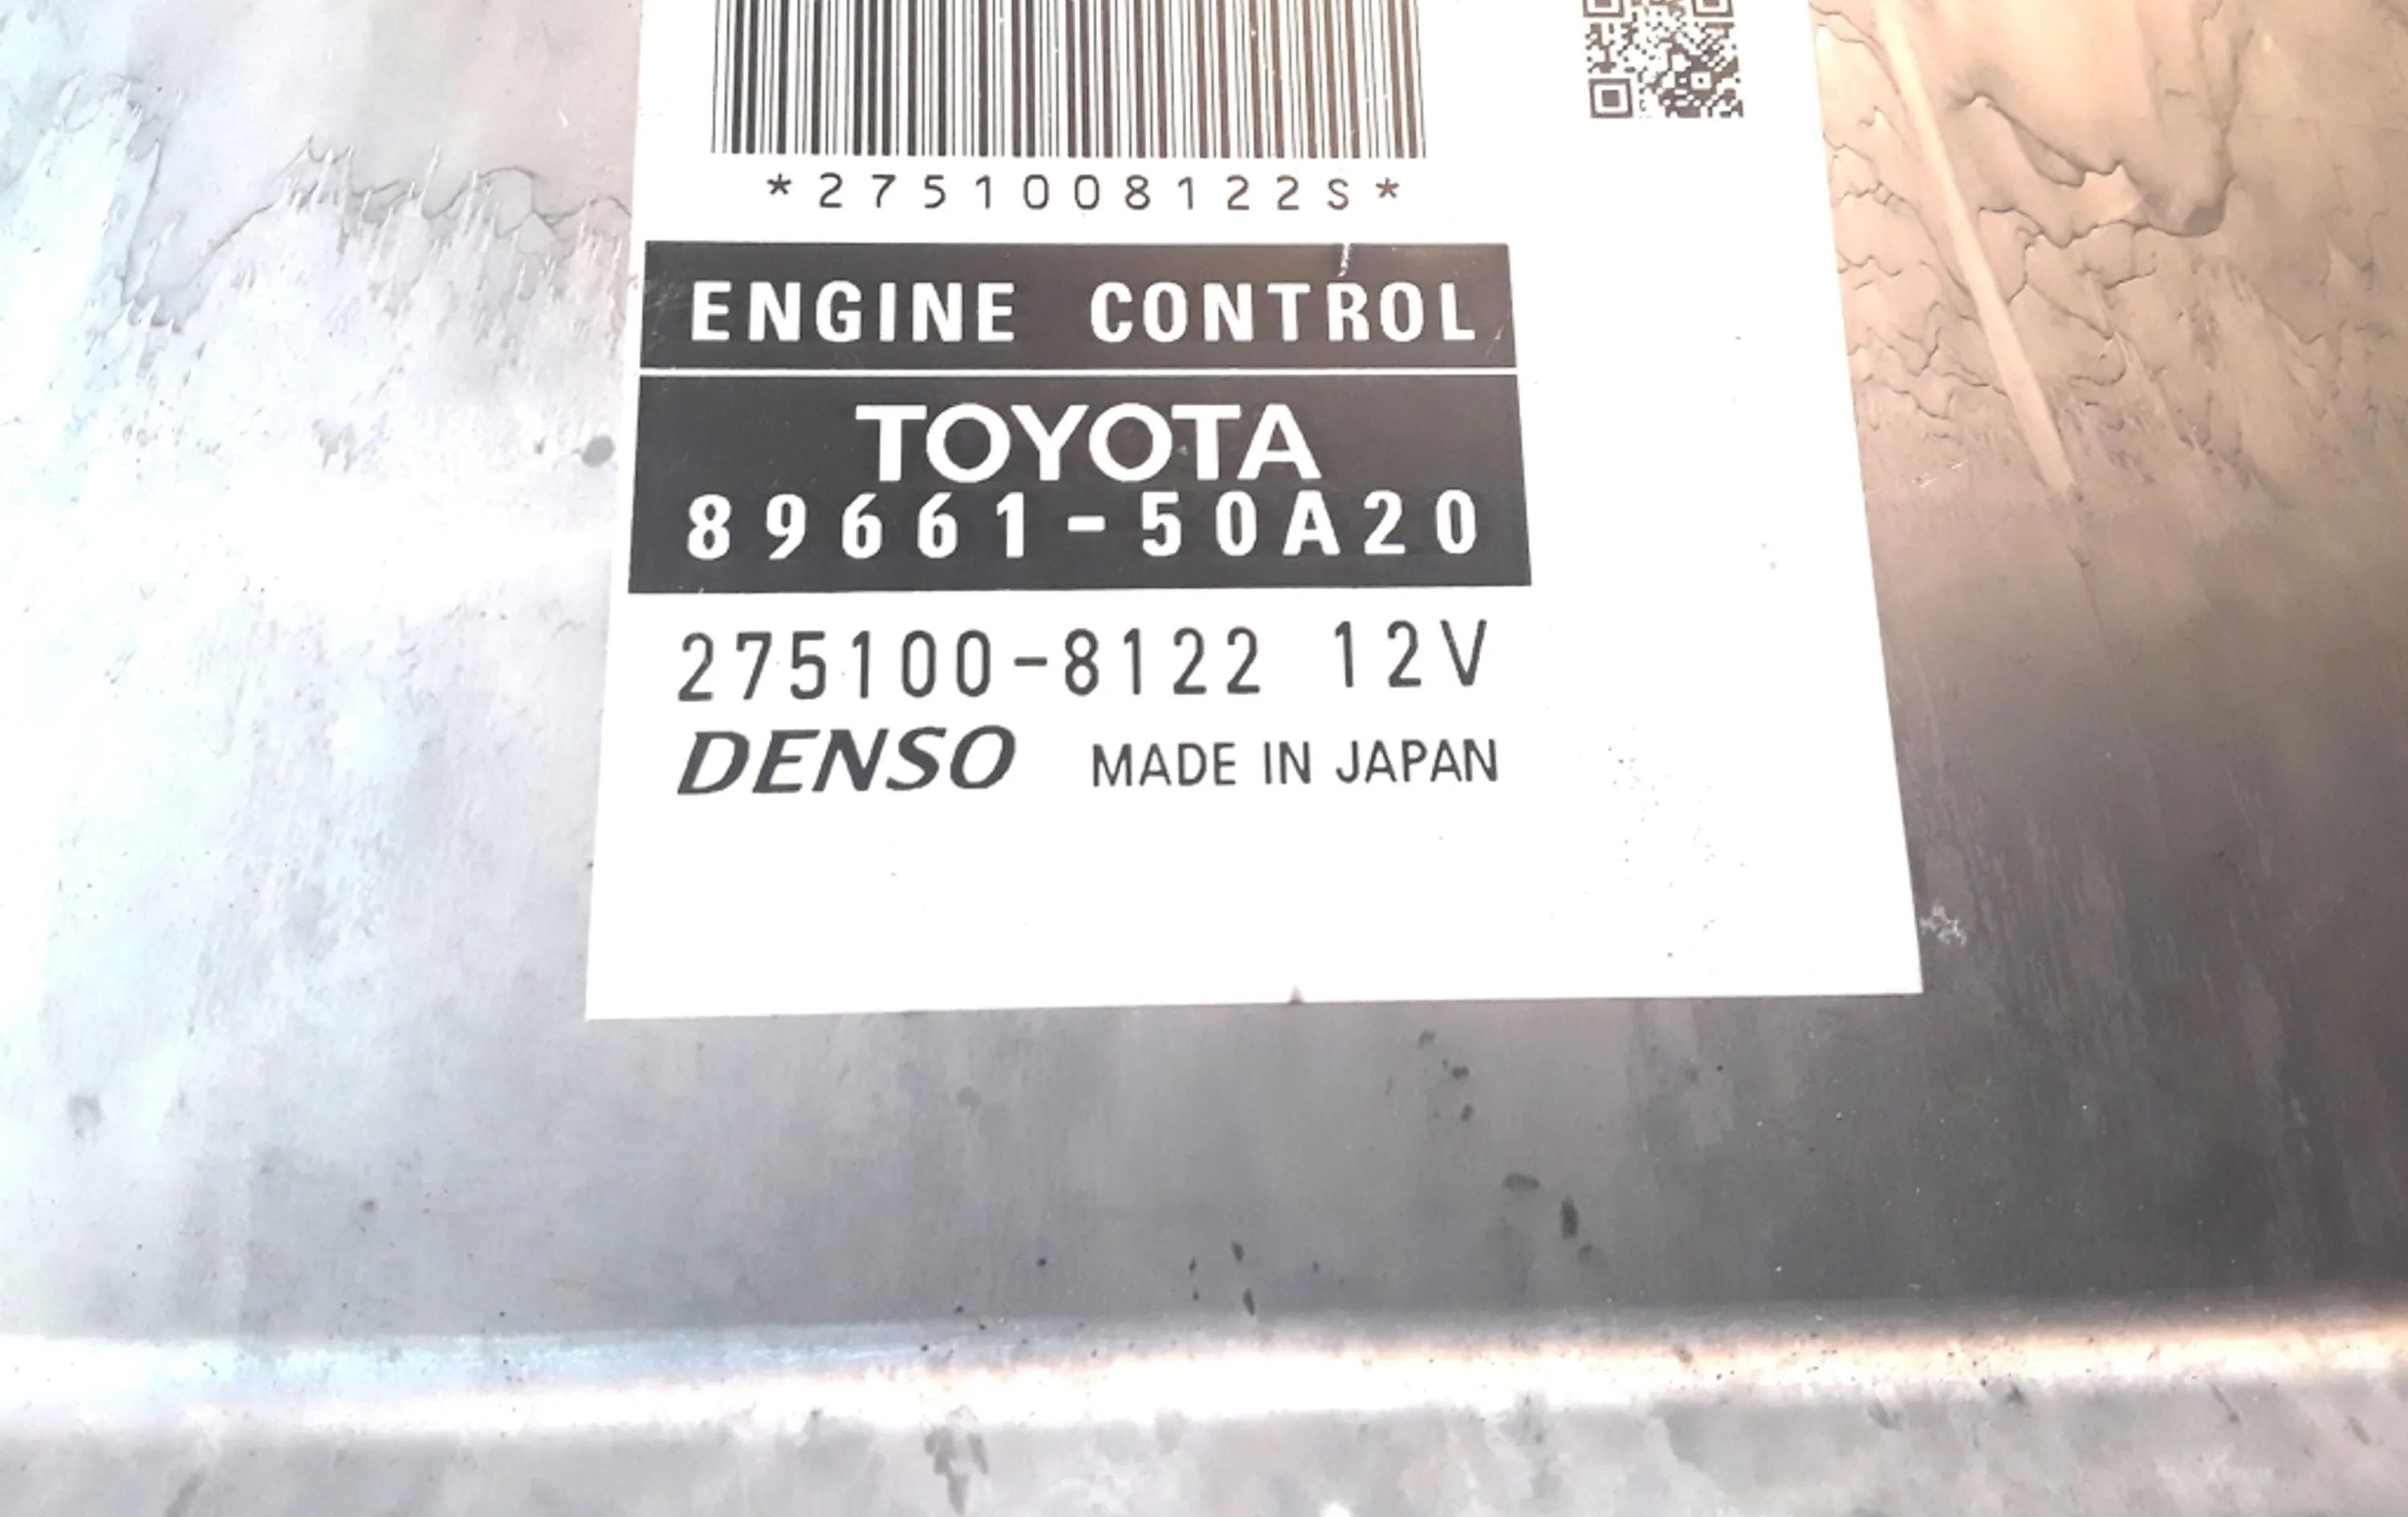 *2751008122S*
ENGINE CONTROL
TOYOTA
89661-50A20
275100-8122 12V
DENSO MADE IN JAPAN